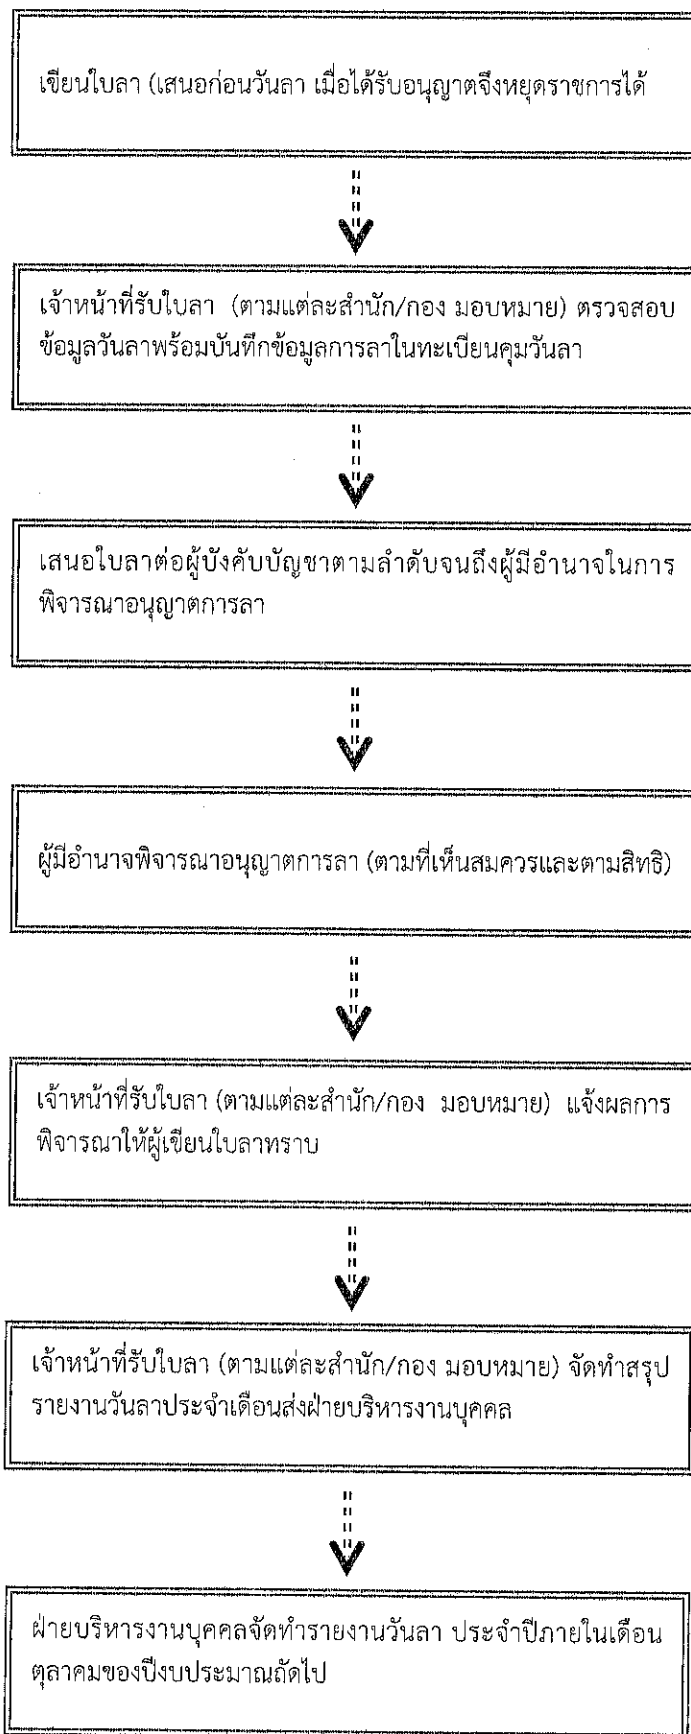 เขียนใบลา (เสนอก่อนวันลา เมื่อได้รับอนุญาตจึงหยุดราชการได้
เจ้าหน้าที่รับใบลา (ตามแต่ละสำนัก/กอง มอบหมาย) ตรวจสอบ
ข้อมูลวันลาพร้อมบันทึกข้อมูลการลาในทะเบียนคุมวันลา
เสนอใบลาต่อผู้บังคับบัญชาตามลำดับจนถึงผู้มีอำนาจในการ
พิจารณาอนุญาตการลา
ผู้มีอำนาจพิจารณาอนุญาตการลา (ตามที่เห็นสมควรและตามสิทธิ)
เจ้าหน้าที่รับใบลา (ตามแต่ละสำนัก/กอง มอบหมาย) แจ้งผลการ
พิจารณาให้ผู้เขียนใบลาทราบ
เจ้าหน้าที่รับใบลา (ตามแต่ละสำนัก/กอง มอบหมาย) จัดทำสรุป
รายงานวันลาประจำเดือนส่งฝ่ายบริหารงานบุคคล
ฝ่ายบริหารงานบุคคลจัดทำรายงานวันลา ประจำปีภายในเดือน
ตุลาคมของปีงบประมาณถัดไป